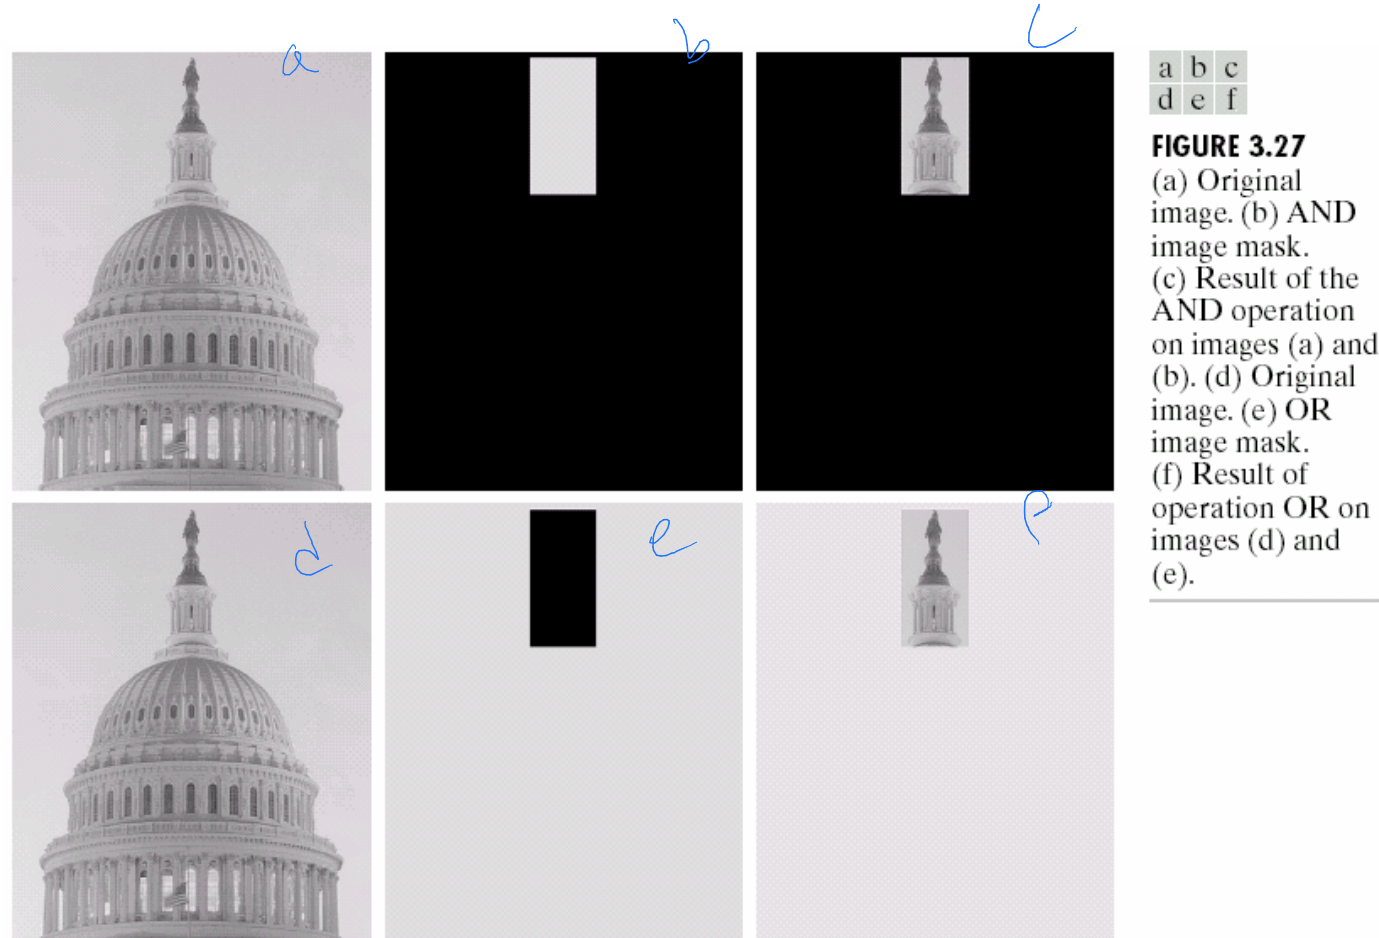 a
b
c
a b c
d e f
FIGURE 3.27
(a) Original
image. (b) AND
image mask.
(c) Result of the
AND operation
on images (a) and
(b). (d) Original
image. (e) OR
image mask.
(f) Result of
operation OR on
images (d) and
(e).
d
e